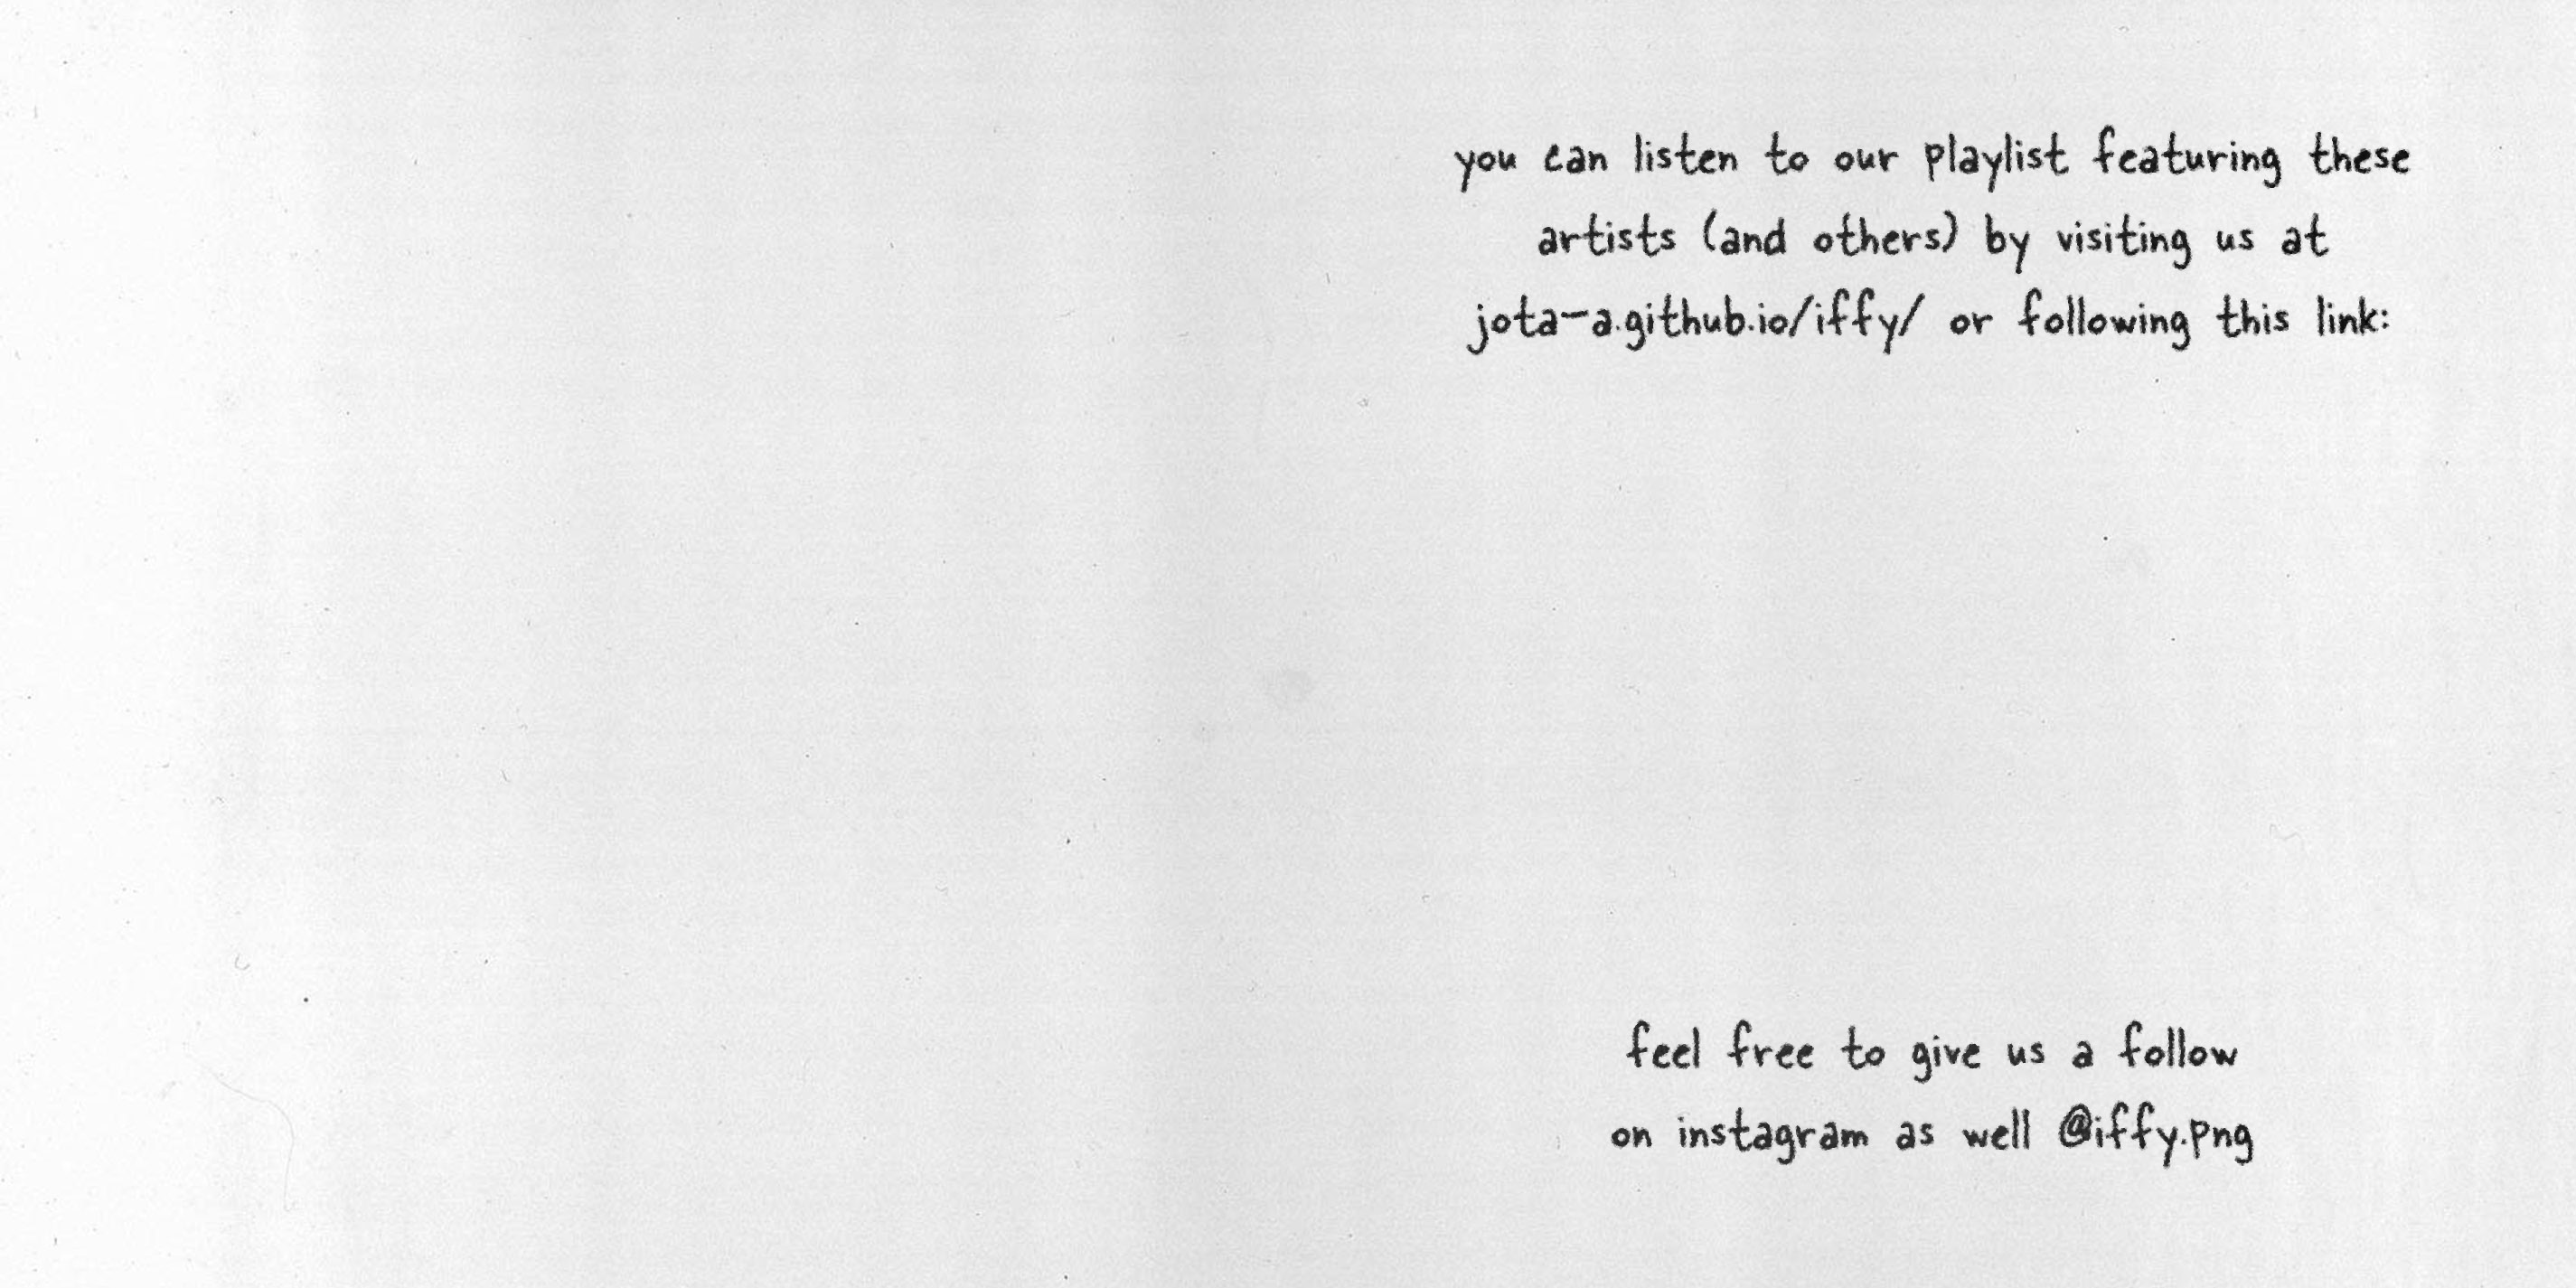 you can listen to our playlist featuring these
artists (and others) by visiting us at
jota-a.github.io/iffy/ or following this link:
feel free to give us a follow
on instagram as well @iffy.png